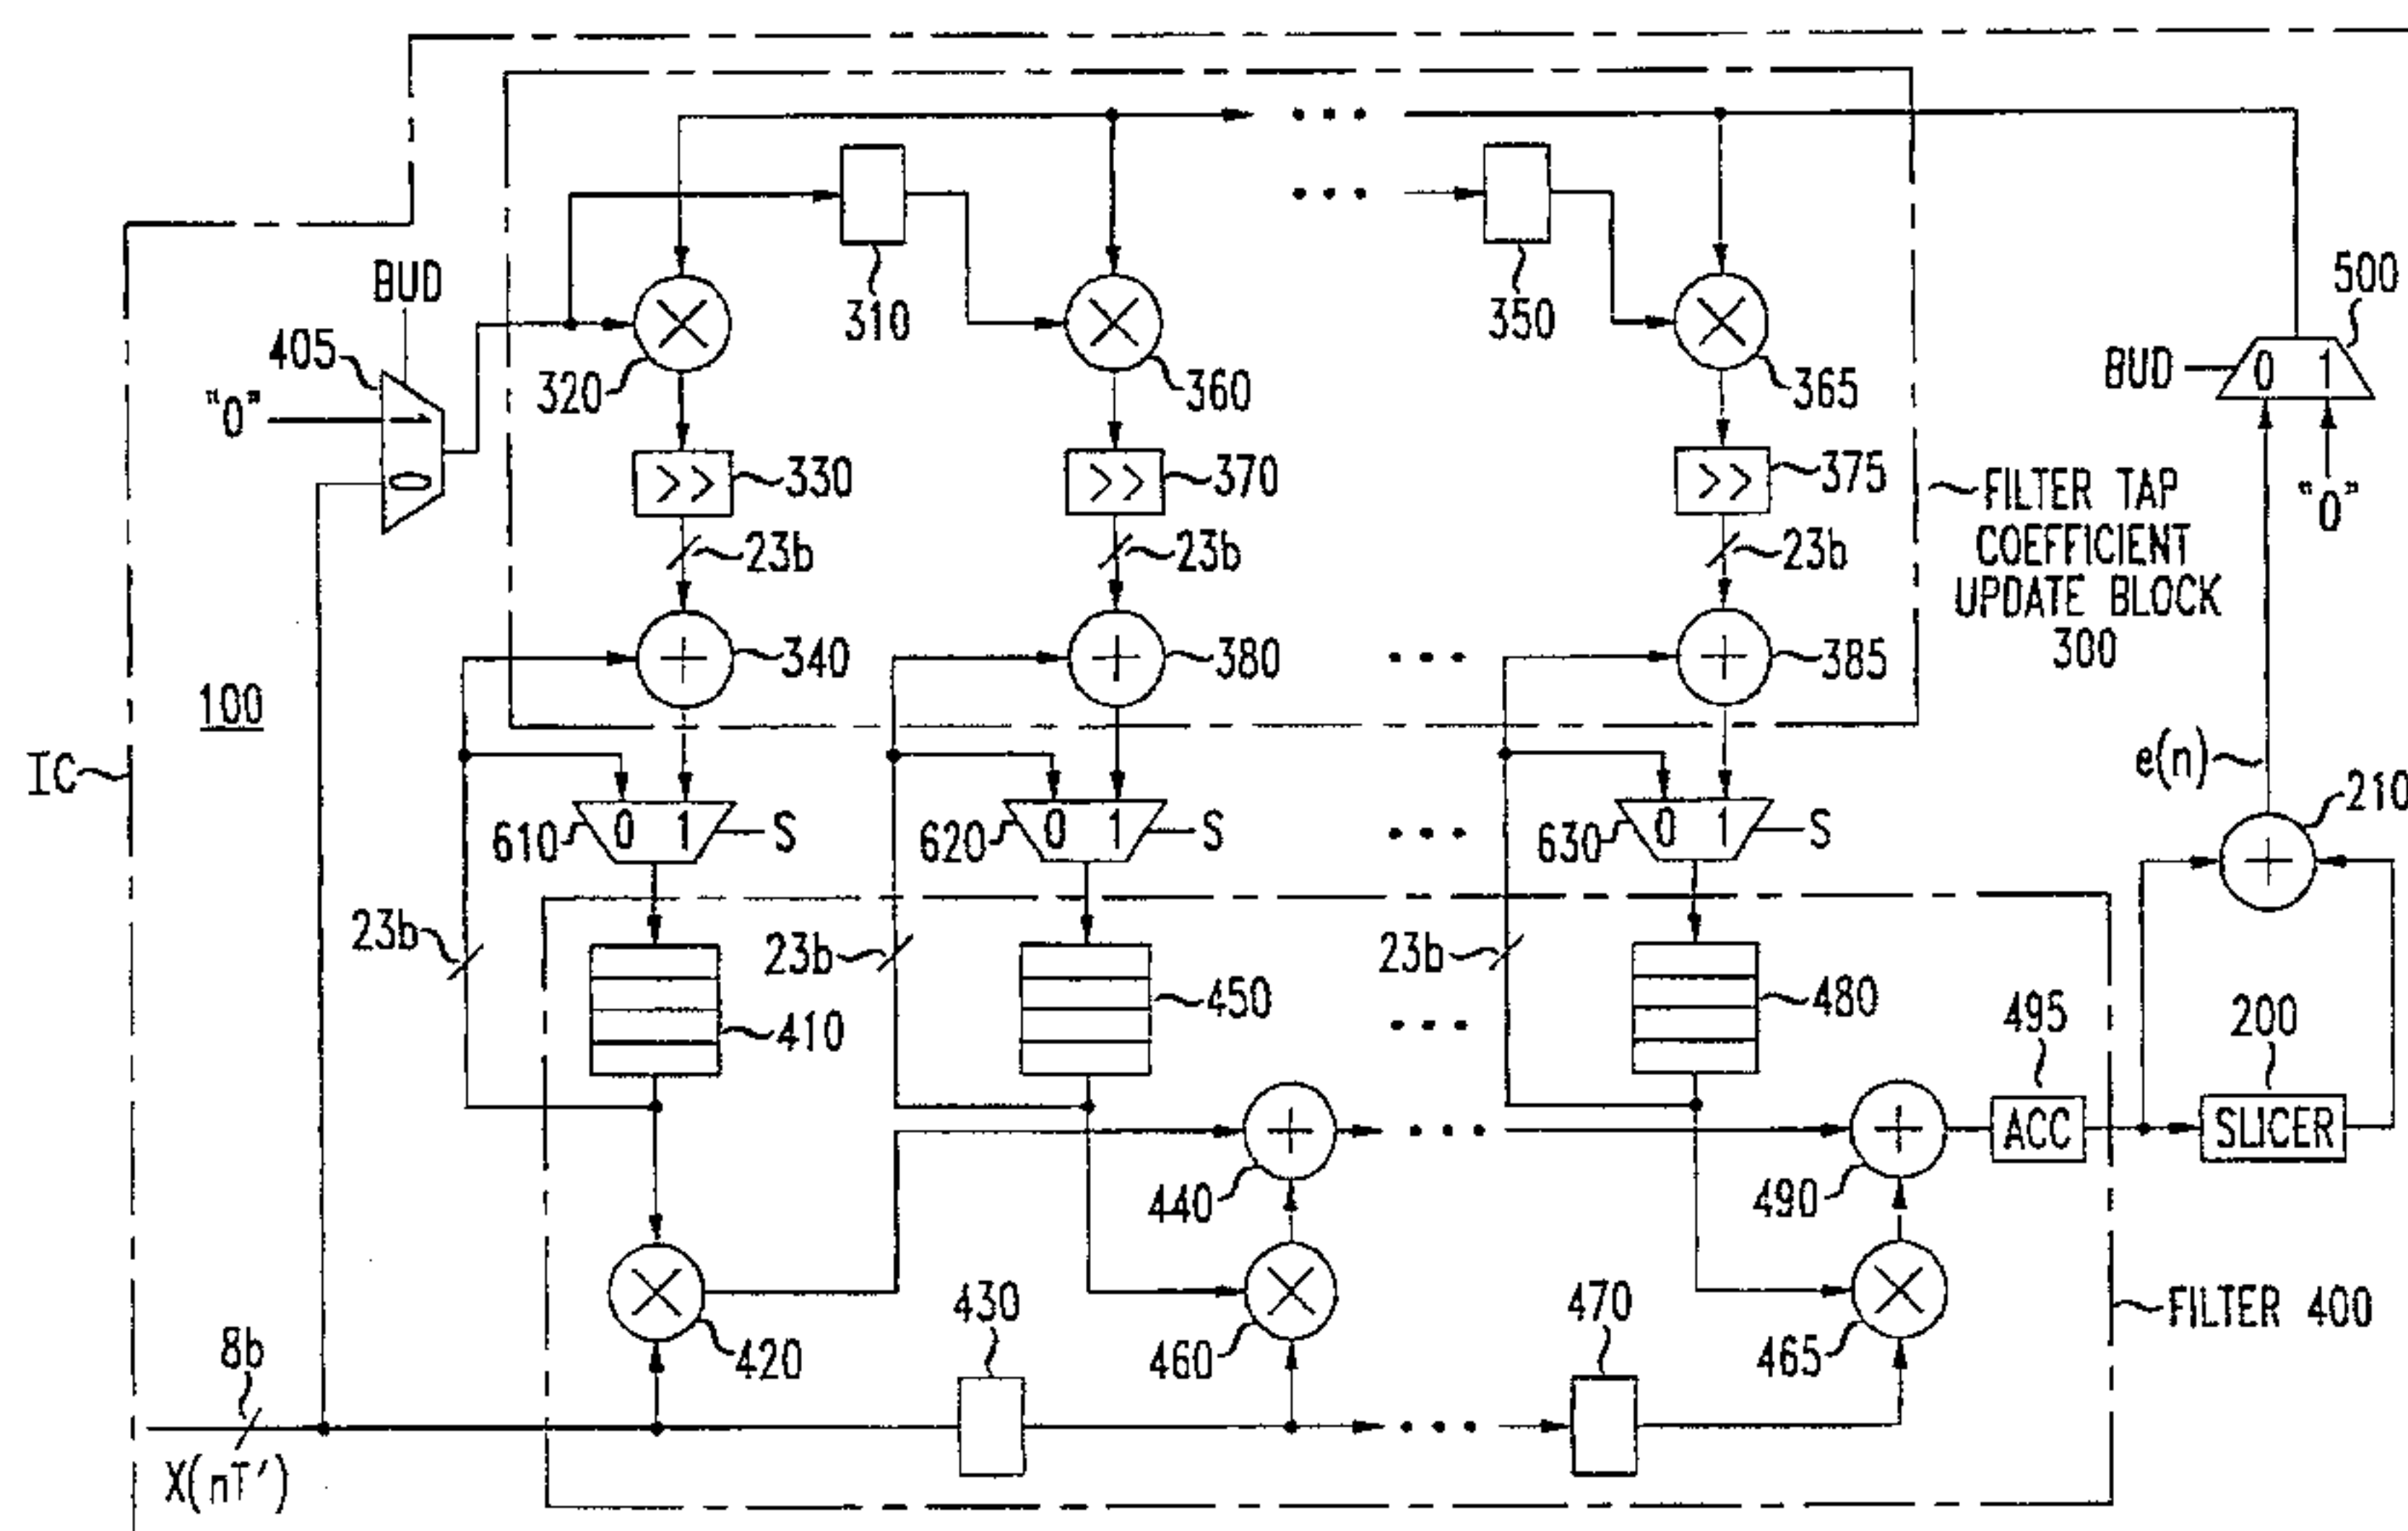 BUD
405
"0"
1
0
310
320
360
350
365
500
BUD
0 1
"0"
330
370
375
23b
23b
23b
FILTER TAP
COEFFICIENT
UPDATE BLOCK
300
340
380
385
100
IC
610
0 1
S
620
0 1
S
630
0 1
S
e(n)
210
23b
23b
23b
410
450
480
495
200
ACC
SLICER
440
490
420
430
460
470
465
FILTER 400
8b
X(nT′)